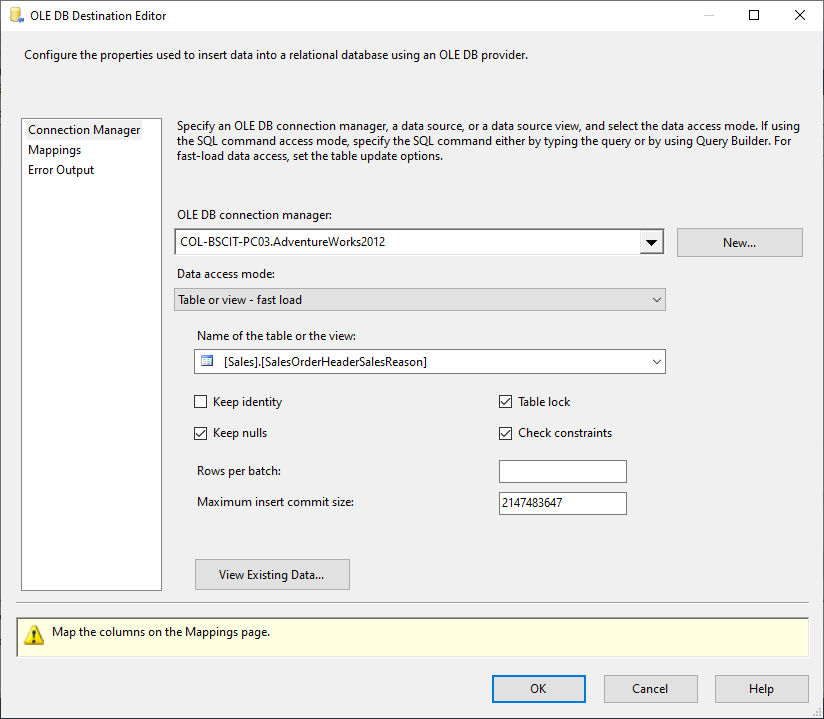 OLE DB Destination Editor
Configure the properties used to insert data into a relational database using an OLE DB provider.
Connection Manager
Mappings
Error Output
Specify an OLE DB connection manager, a data source, or a data source view, and select the data access mode. If using
the SQL command access mode, specify the SQL command either by typing the query or by using Query Builder. For
fast-load data access, set the table update options.
OLE DB connection manager:
COL-BSCIT-PC03.AdventureWorks2012
New...
Data access mode:
Table or view - fast load
Name of the table or the view:
[Sales].[SalesOrderHeaderSalesReason]
Keep identity
Table lock
Keep nulls
Check constraints
Rows per batch:
Maximum insert commit size:
2147483647
View Existing Data...
Map the columns on the Mappings page.
OK
Cancel
Help